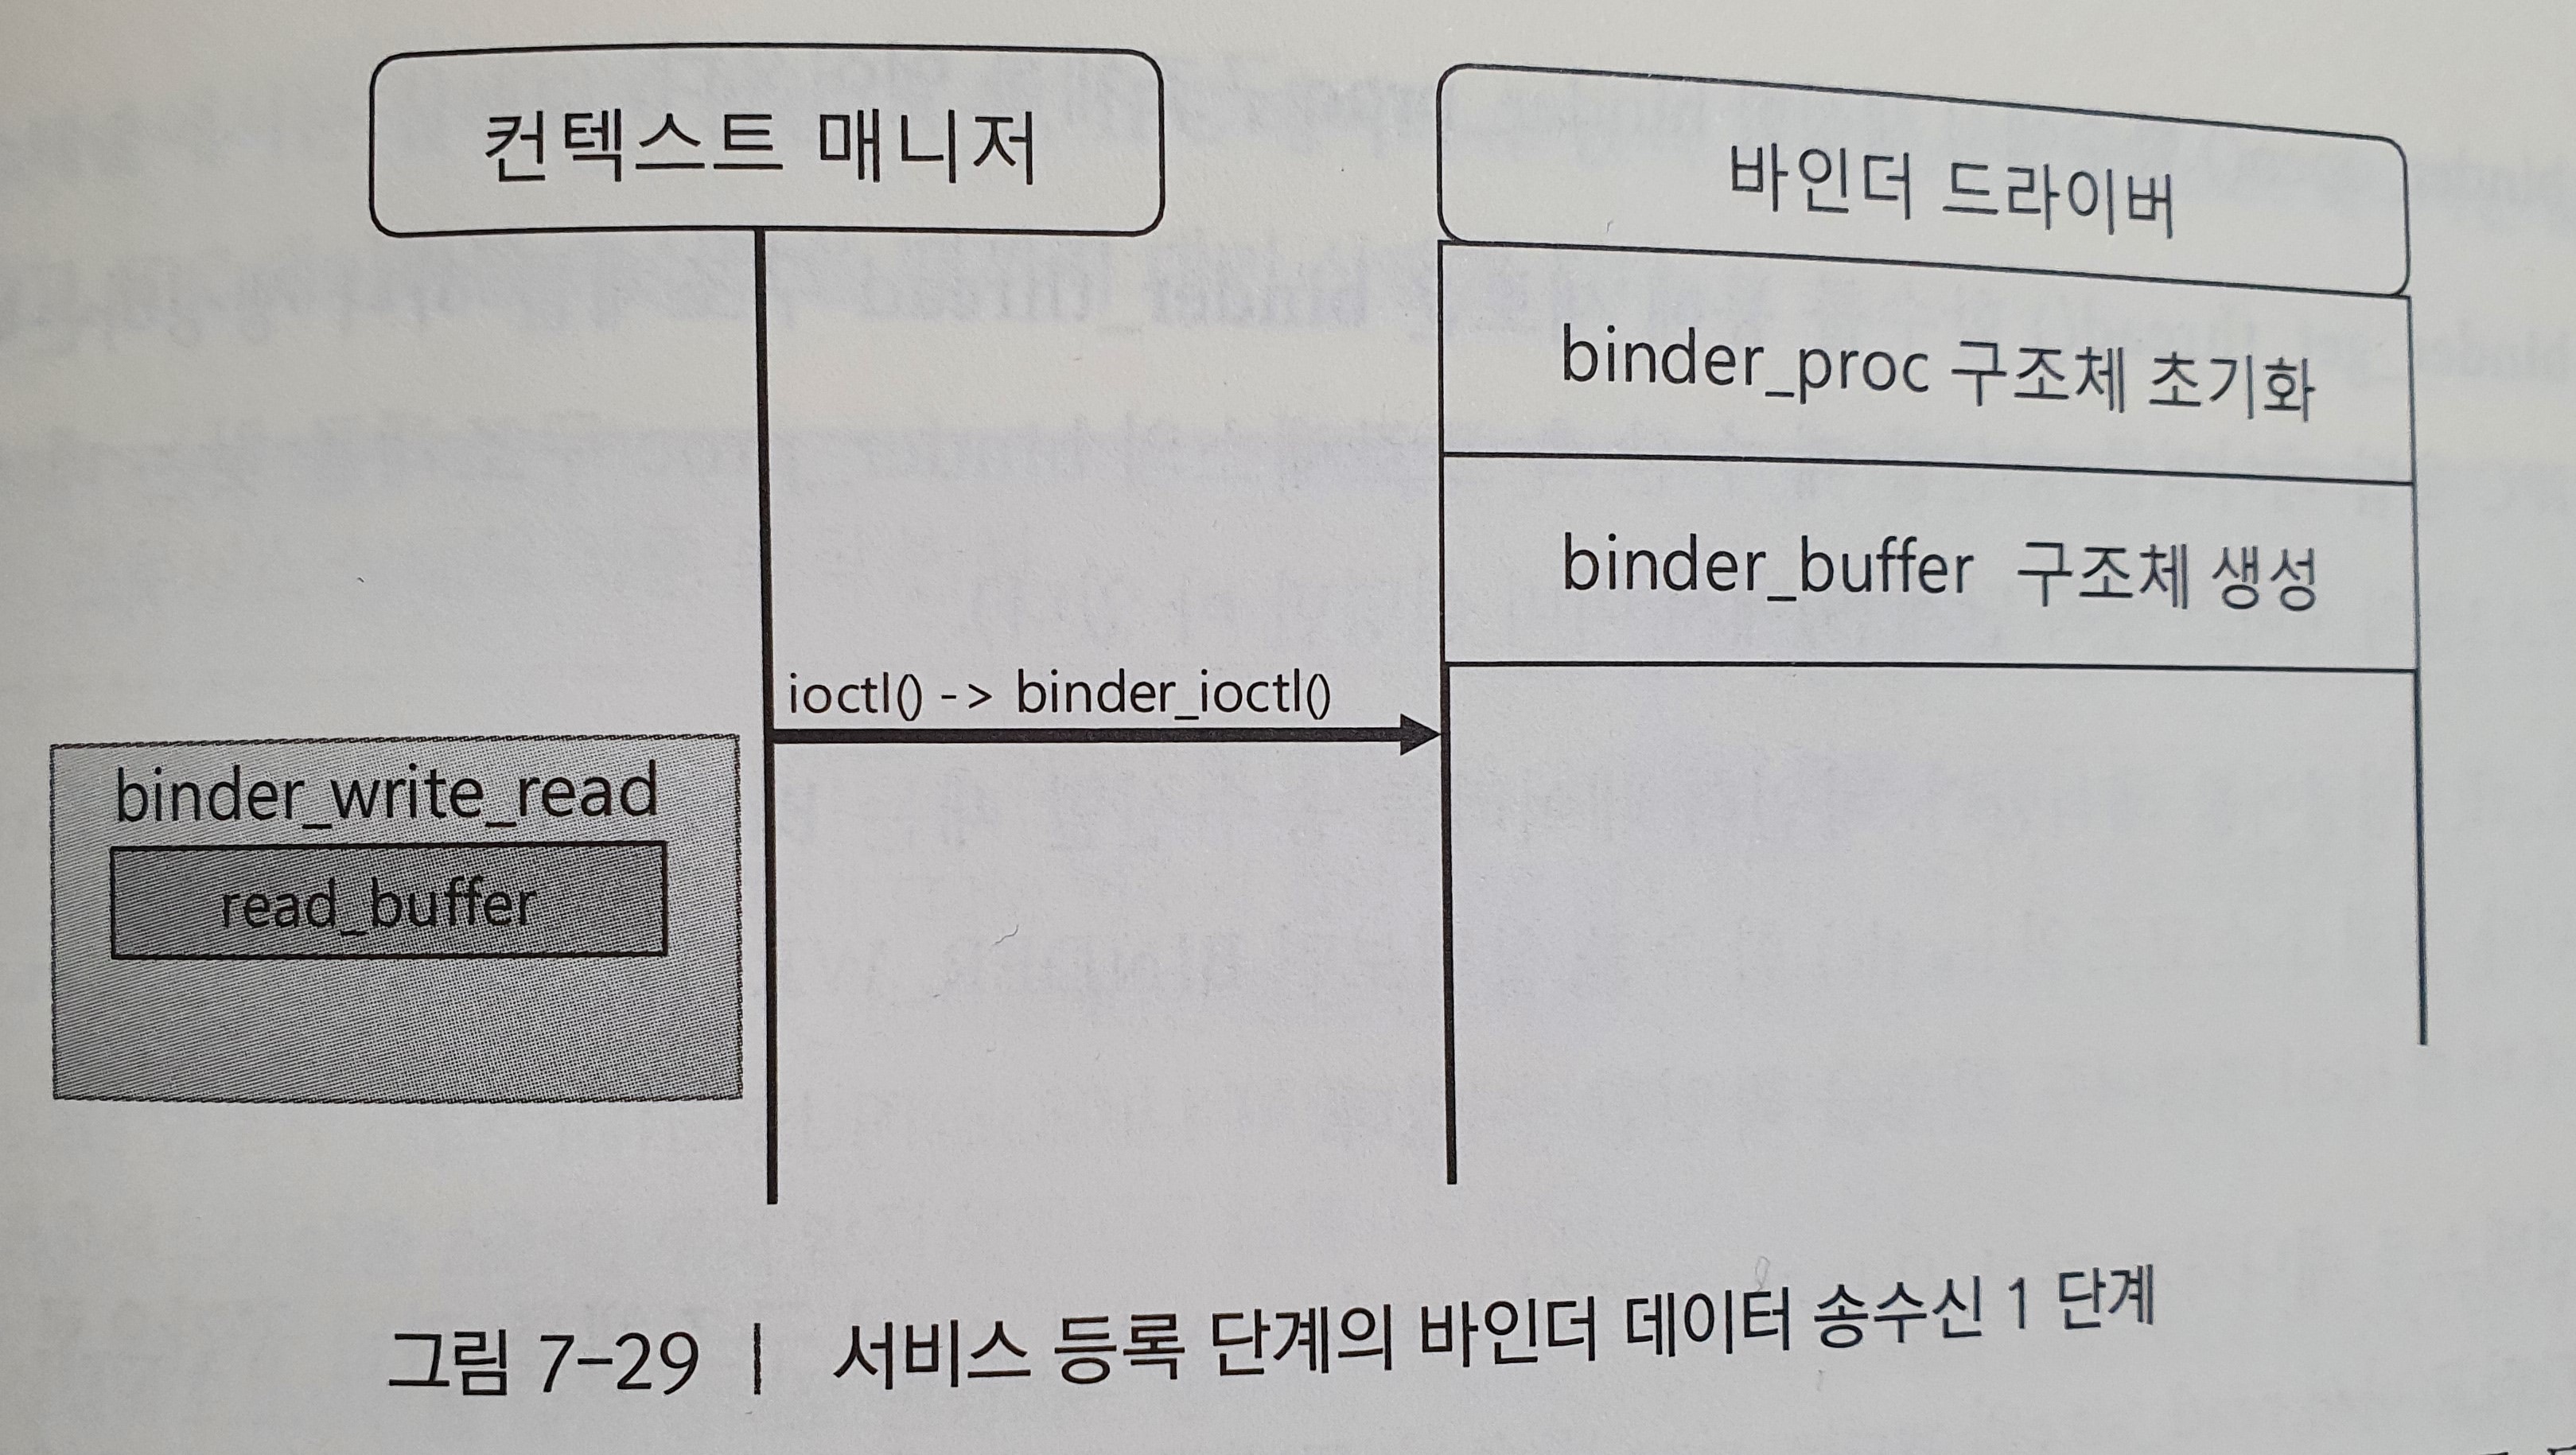 컨텍스트 매니저
바인더 드라이버
binder_proc 구조체 초기화
binder_buffer 구조체 생성
ioctl() -> binder_ioctl()
binder_write_read
read_buffer
그림 7-29 | 서비스 등록 단계의 바인더 데이터 송수신 1 단계